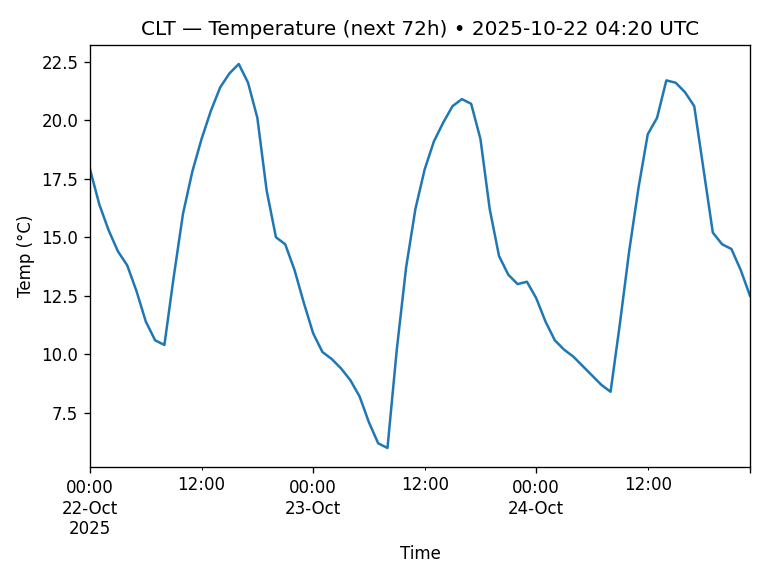 CLT — Temperature (next 72h) • 2025-10-22 04:20 UTC
Temp (°C)
22.5
20.0
17.5
15.0
12.5
10.0
7.5
00:00 12:00 00:00 12:00 00:00 12:00
22-Oct 23-Oct 24-Oct
2025
Time